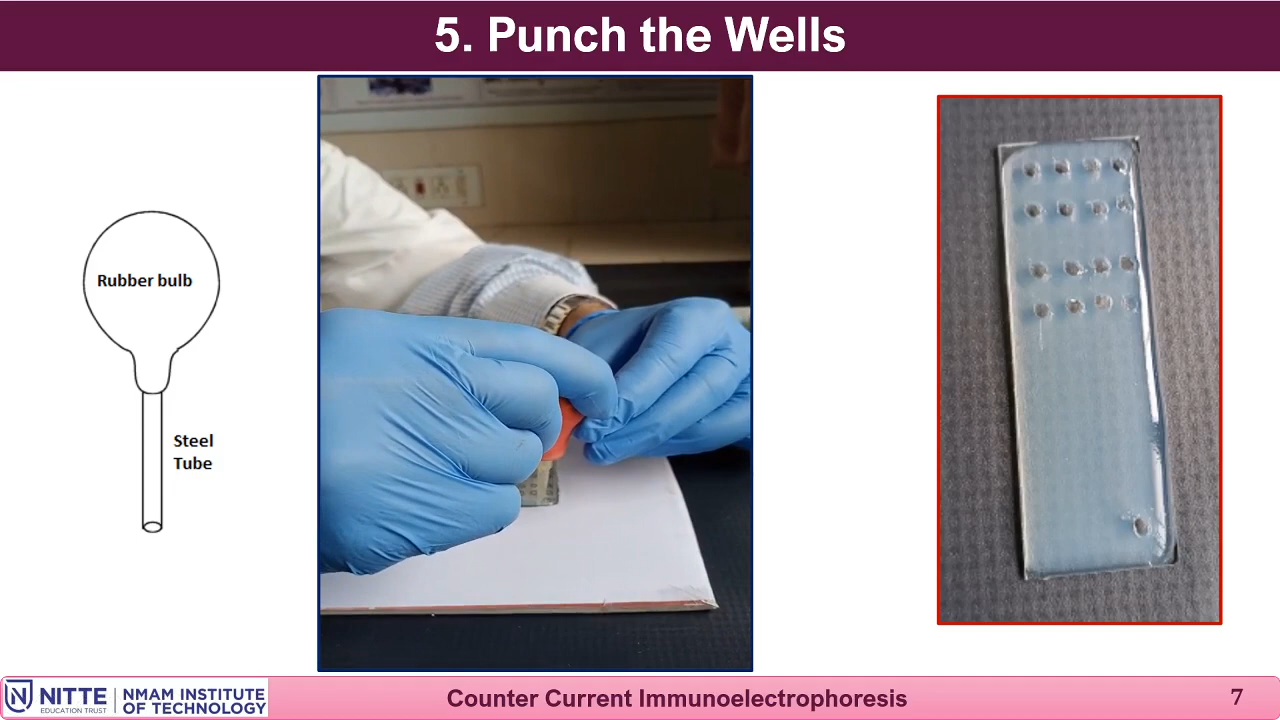 5. Punch the Wells
Rubber bulb
Steel
Tube
NITTE
EDUCATION TRUST
NMAM INSTITUTE
OF TECHNOLOGY
Counter Current Immunoelectrophoresis
7